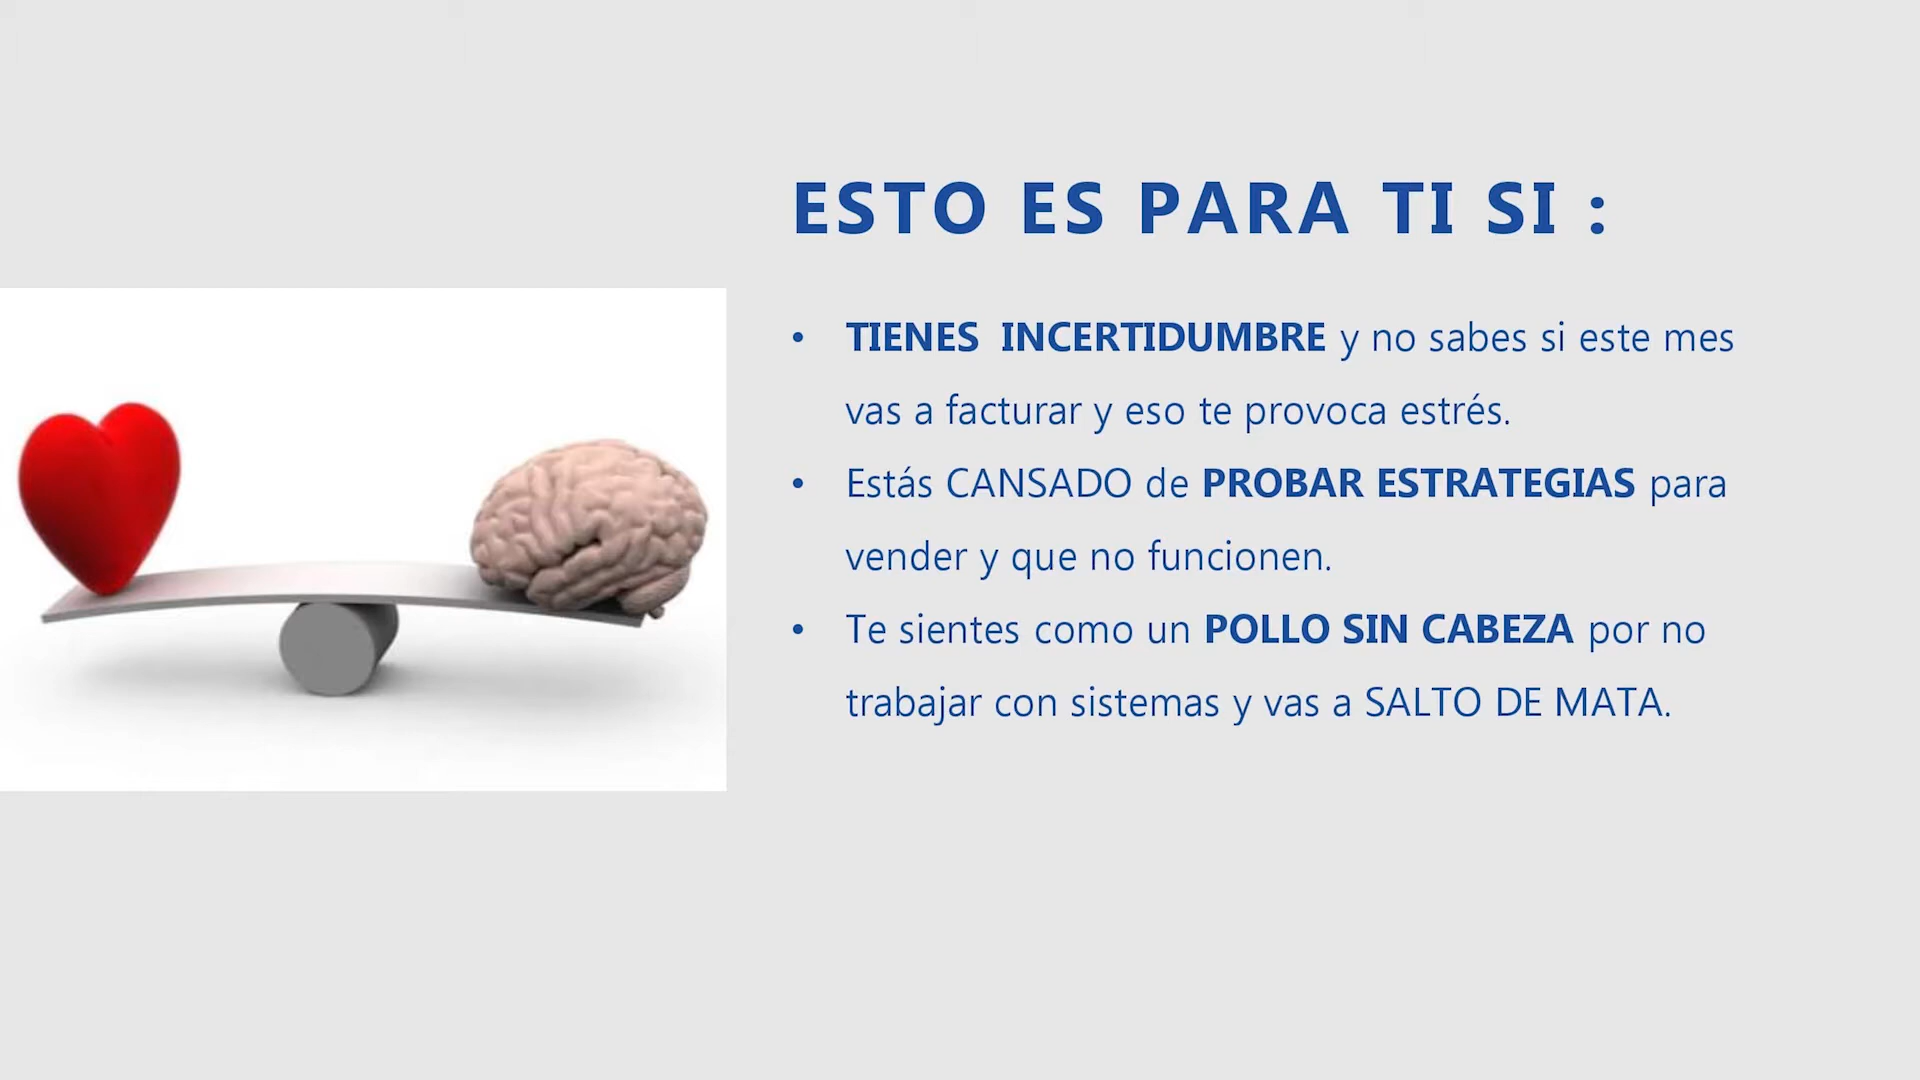 ESTO ES PARA TI SI :
• TIENES  INCERTIDUMBRE y no sabes si este mes
vas a facturar y eso te provoca estrés.
• Estás CANSADO de PROBAR ESTRATEGIAS para
vender y que no funcionen.
• Te sientes como un POLLO SIN CABEZA por no
trabajar con sistemas y vas a SALTO DE MATA.